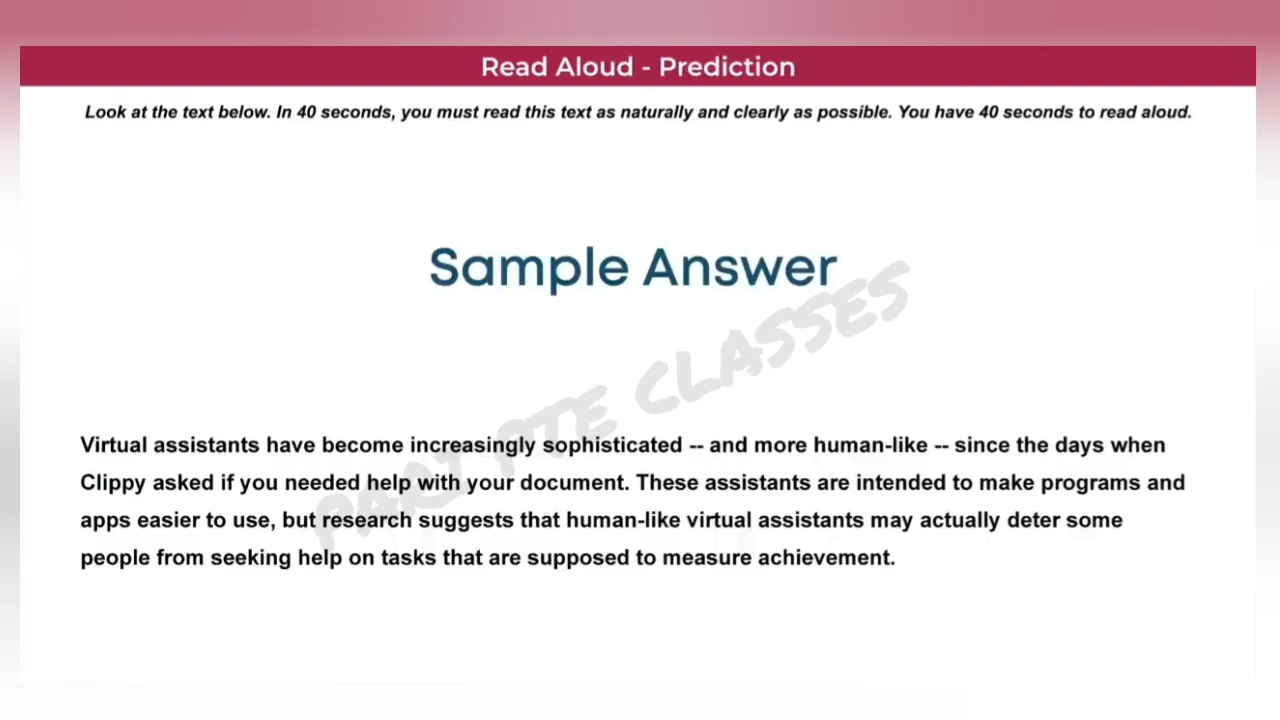 Read Aloud - Prediction
Look at the text below. In 40 seconds, you must read this text as naturally and clearly as possible. You have 40 seconds to read aloud.
Sample Answer
PARI PTE CLASSES
Virtual assistants have become increasingly sophisticated -- and more human-like -- since the days when
Clippy asked if you needed help with your document. These assistants are intended to make programs and
apps easier to use, but research suggests that human-like virtual assistants may actually deter some
people from seeking help on tasks that are supposed to measure achievement.